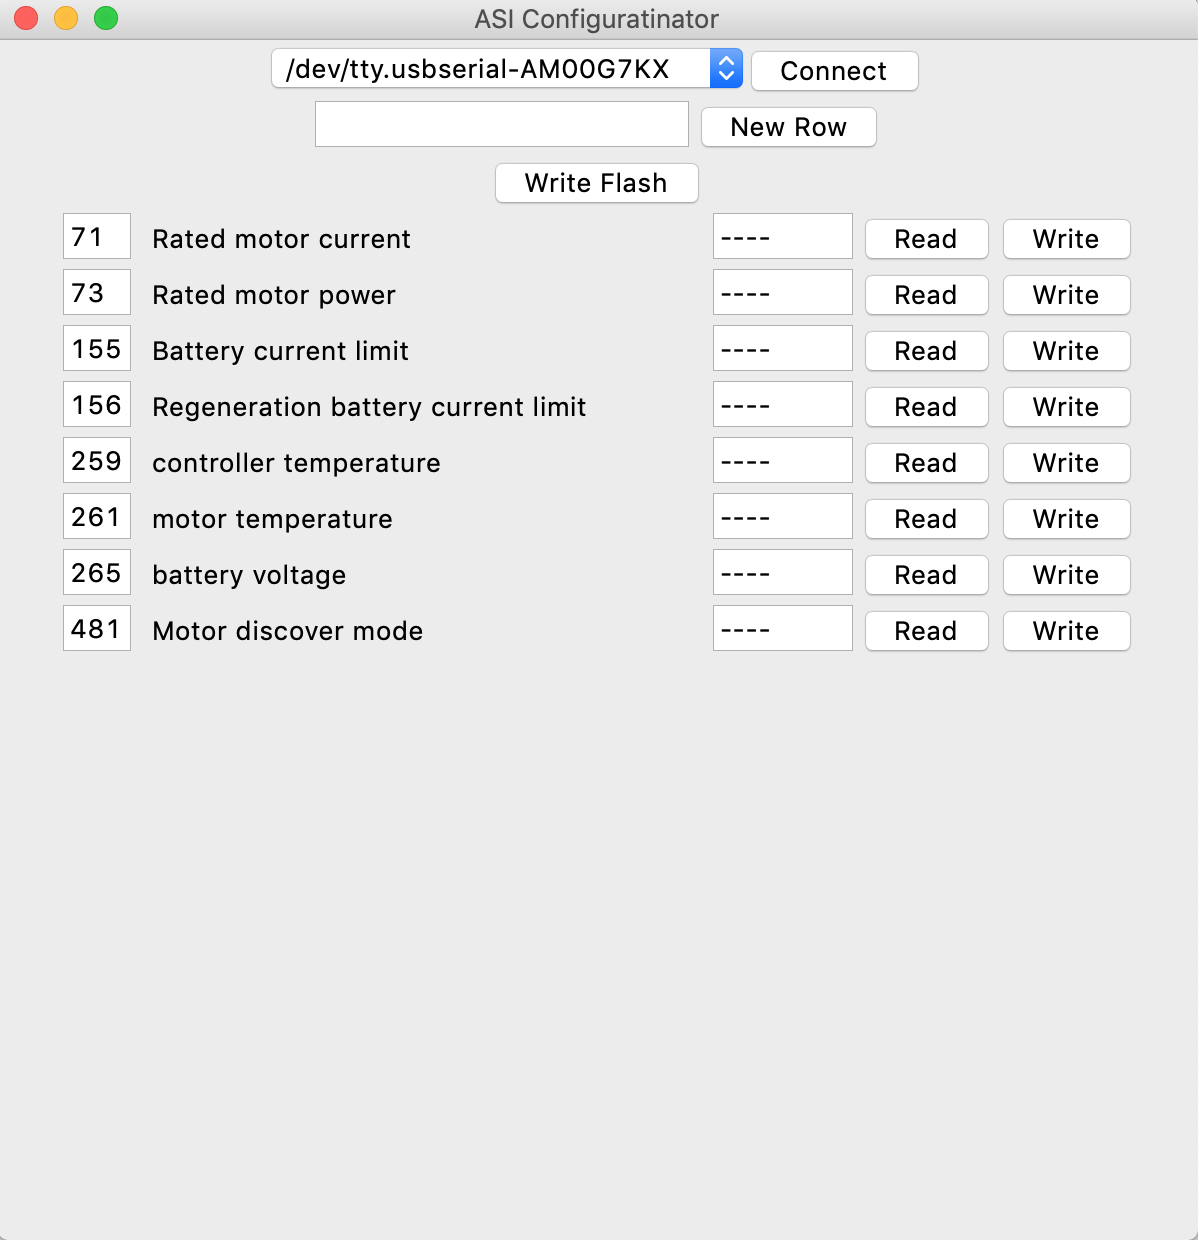 ASI Configuratinator
/dev/tty.usbserial-AM00G7KX Connect
New Row
Write Flash
71 Rated motor current ---- Read Write
73 Rated motor power ---- Read Write
155 Battery current limit ---- Read Write
156 Regeneration battery current limit ---- Read Write
259 controller temperature ---- Read Write
261 motor temperature ---- Read Write
265 battery voltage ---- Read Write
481 Motor discover mode ---- Read Write